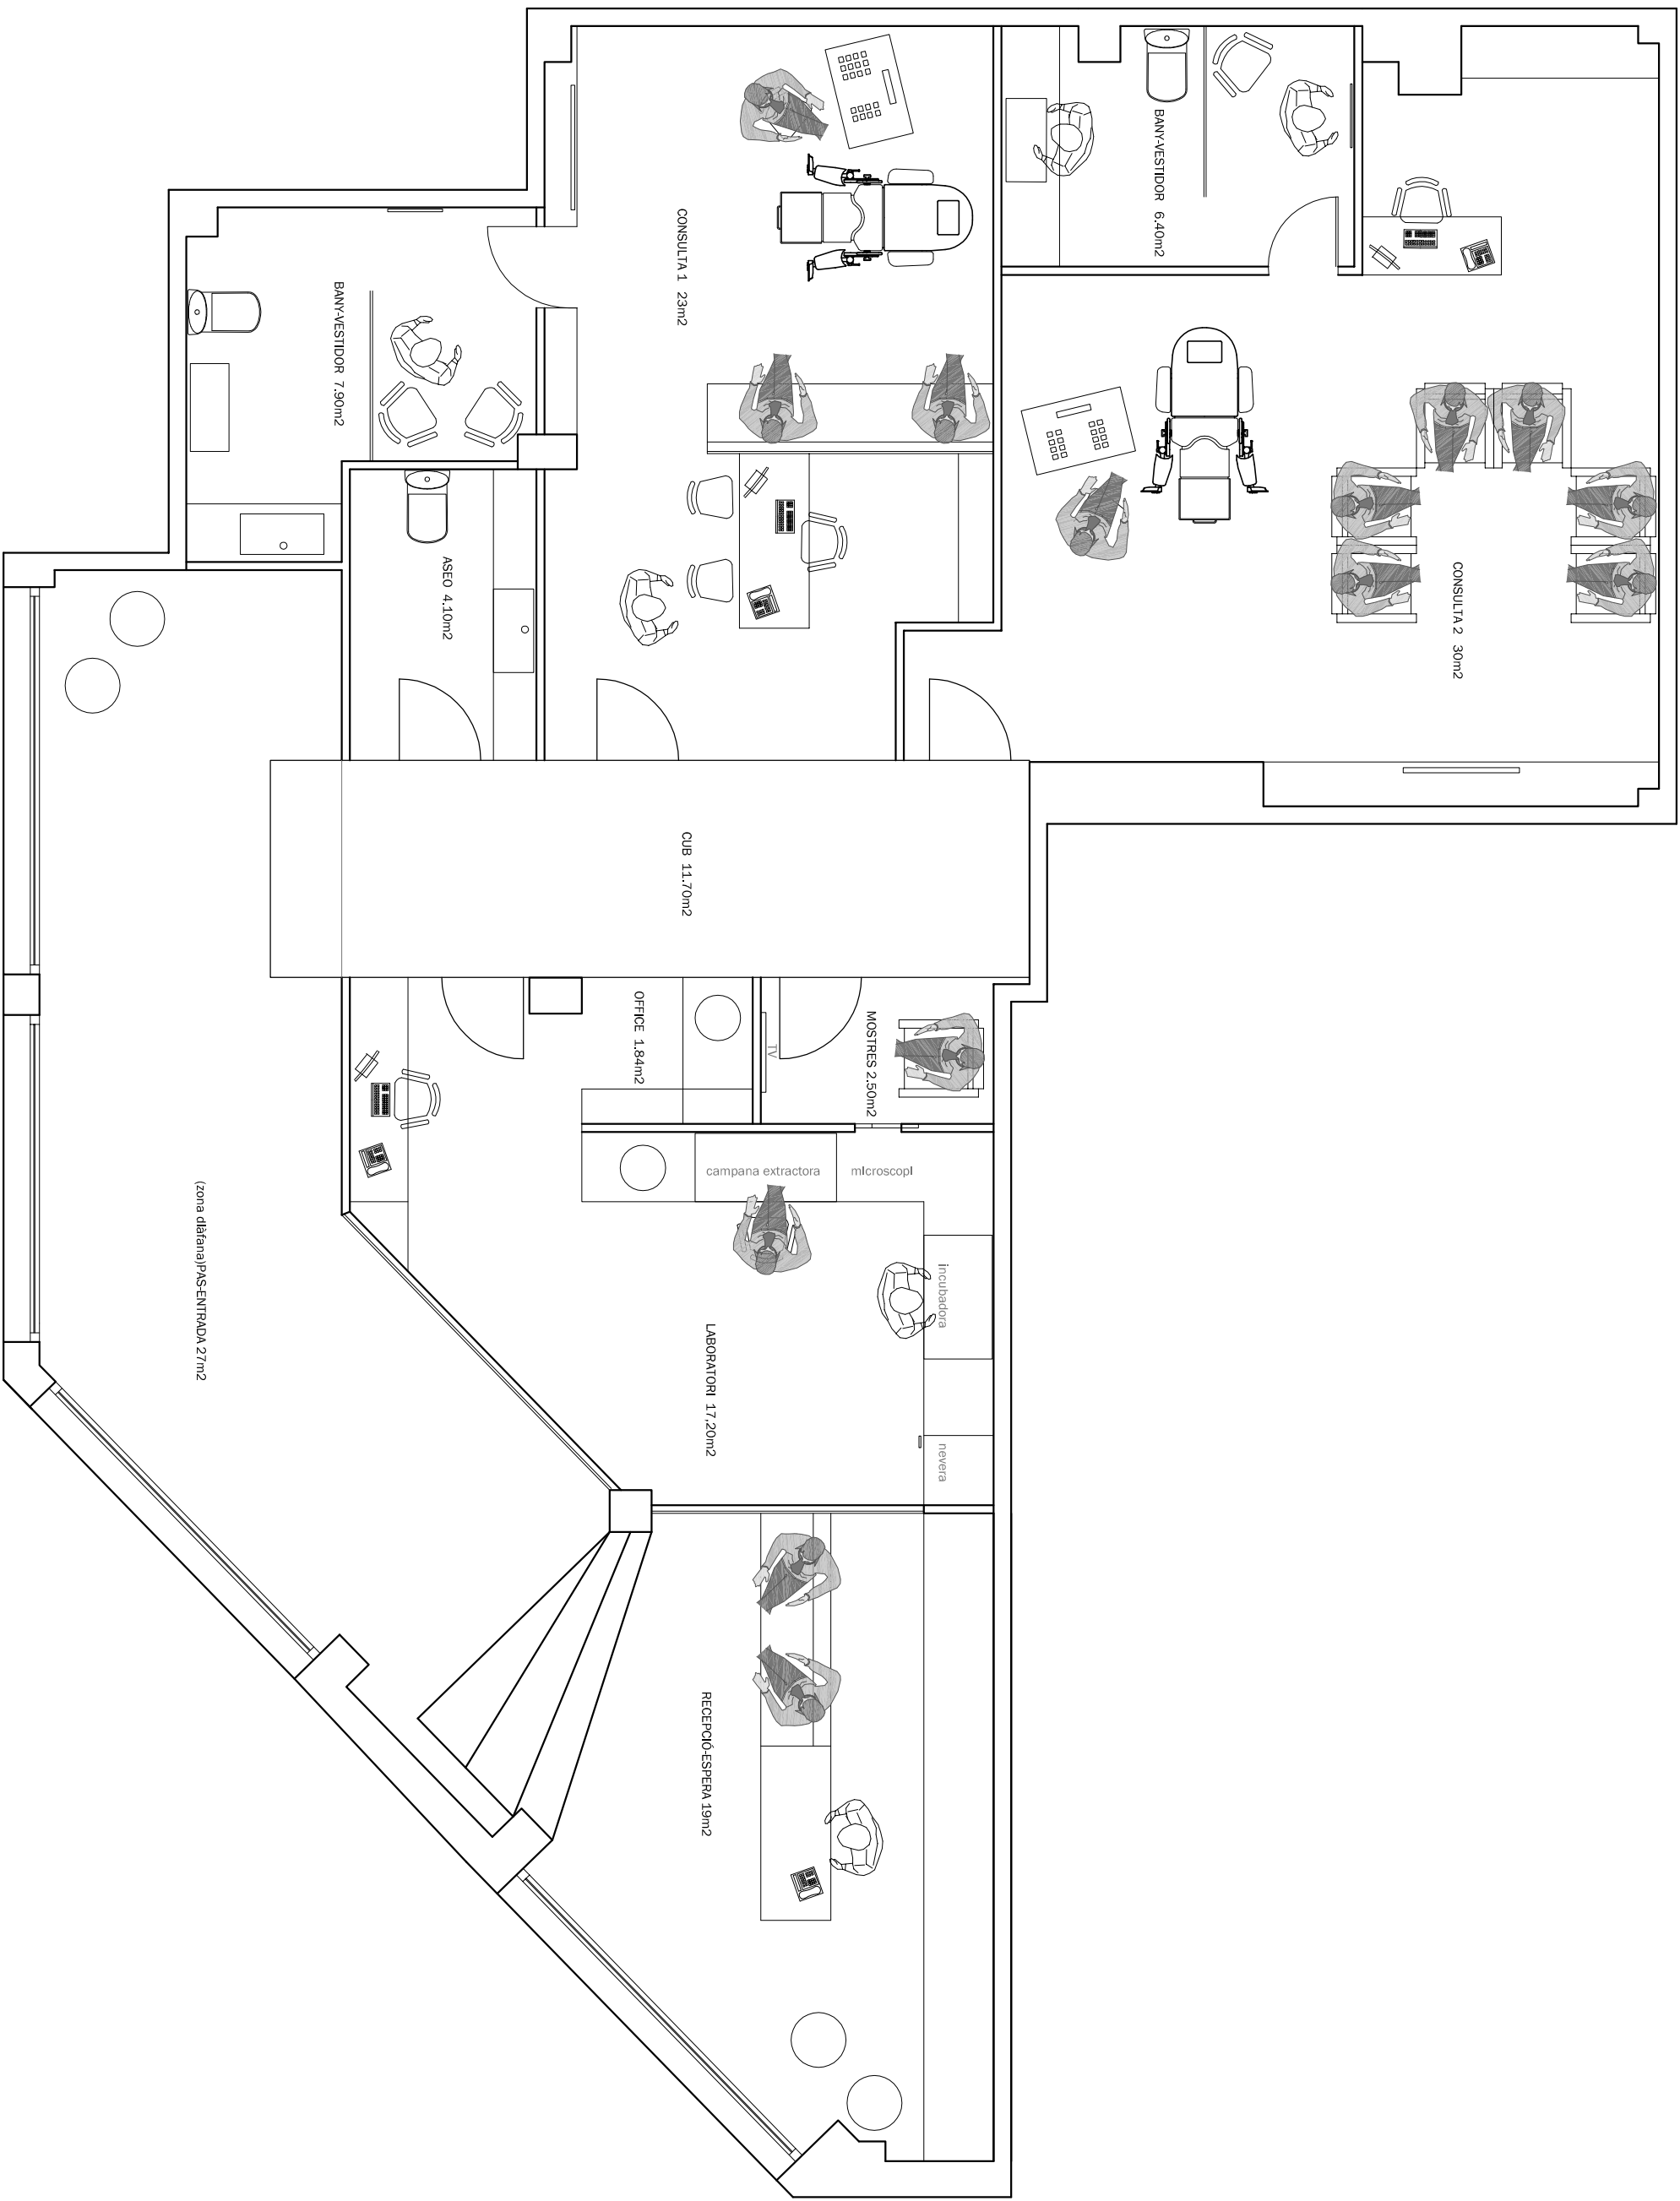 BANY-VESTIDOR 6.40m2
CONSULTA 1 23m2
BANY-VESTIDOR 7.90m2
CONSULTA 2 30m2
ASEO 4.10m2
CUB 11.70m2
OFFICE 1.84m2
MOSTRES 2.50m2
TV
campana extractora
microscopi
incubadora
nevera
LABORATORI 17,20m2
(zona diàfana)PAS-ENTRADA 27m2
RECEPCIÓ-ESPERA 19m2